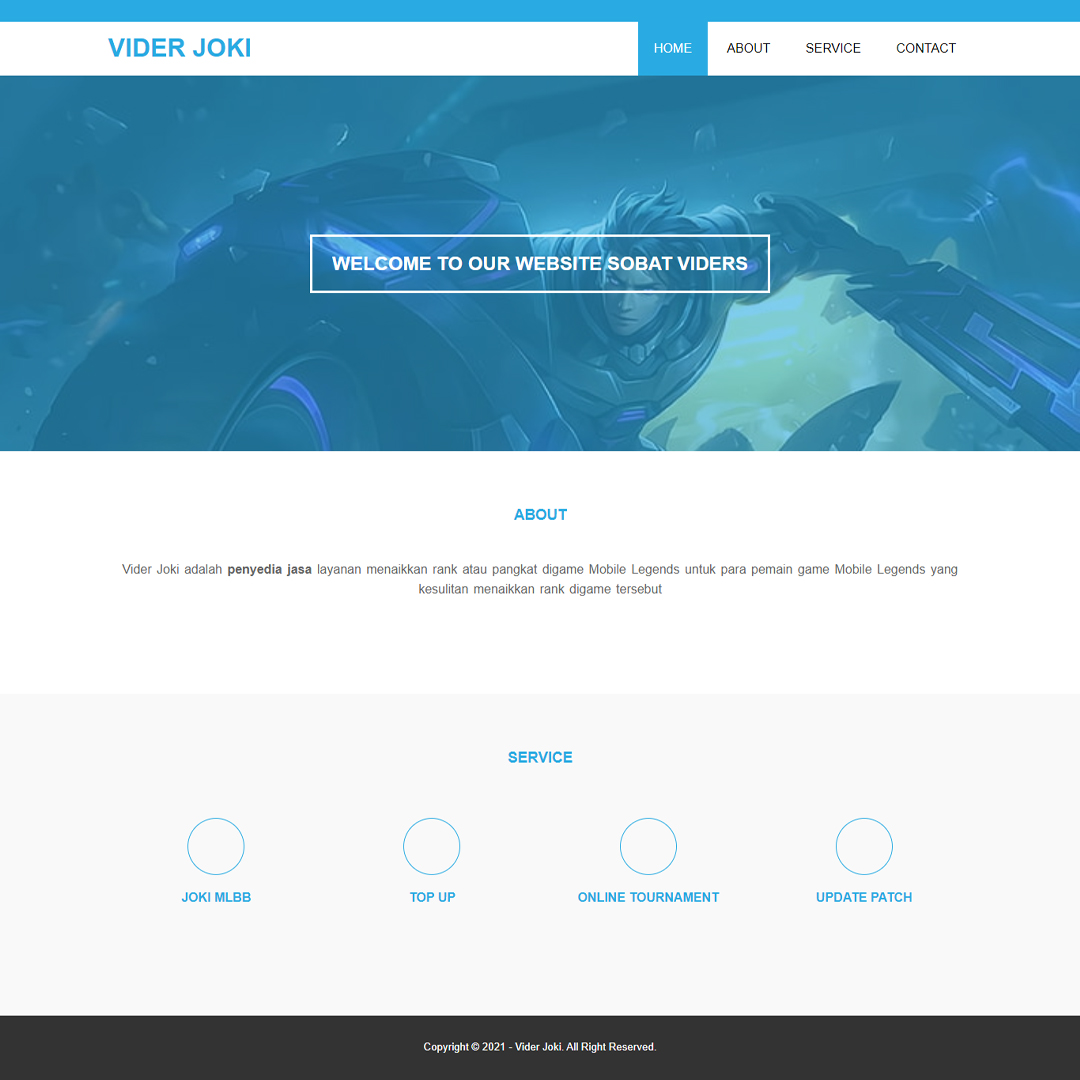 VIDER JOKI
HOME
ABOUT
SERVICE
CONTACT
WELCOME TO OUR WEBSITE SOBAT VIDERS
ABOUT
Vider Joki adalah penyedia jasa layanan menaikkan rank atau pangkat digame Mobile Legends untuk para pemain game Mobile Legends yang
kesulitan menaikkan rank digame tersebut
SERVICE
JOKI MLBB
TOP UP
ONLINE TOURNAMENT
UPDATE PATCH
Copyright © 2021 - Vider Joki. All Right Reserved.